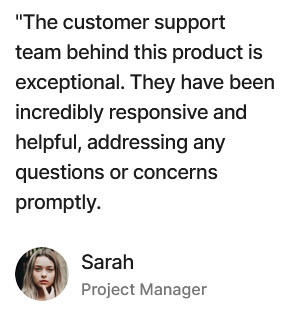 "The customer support
team behind this product is
exceptional. They have been
incredibly responsive and
helpful, addressing any
questions or concerns
promptly.
Sarah
Project Manager